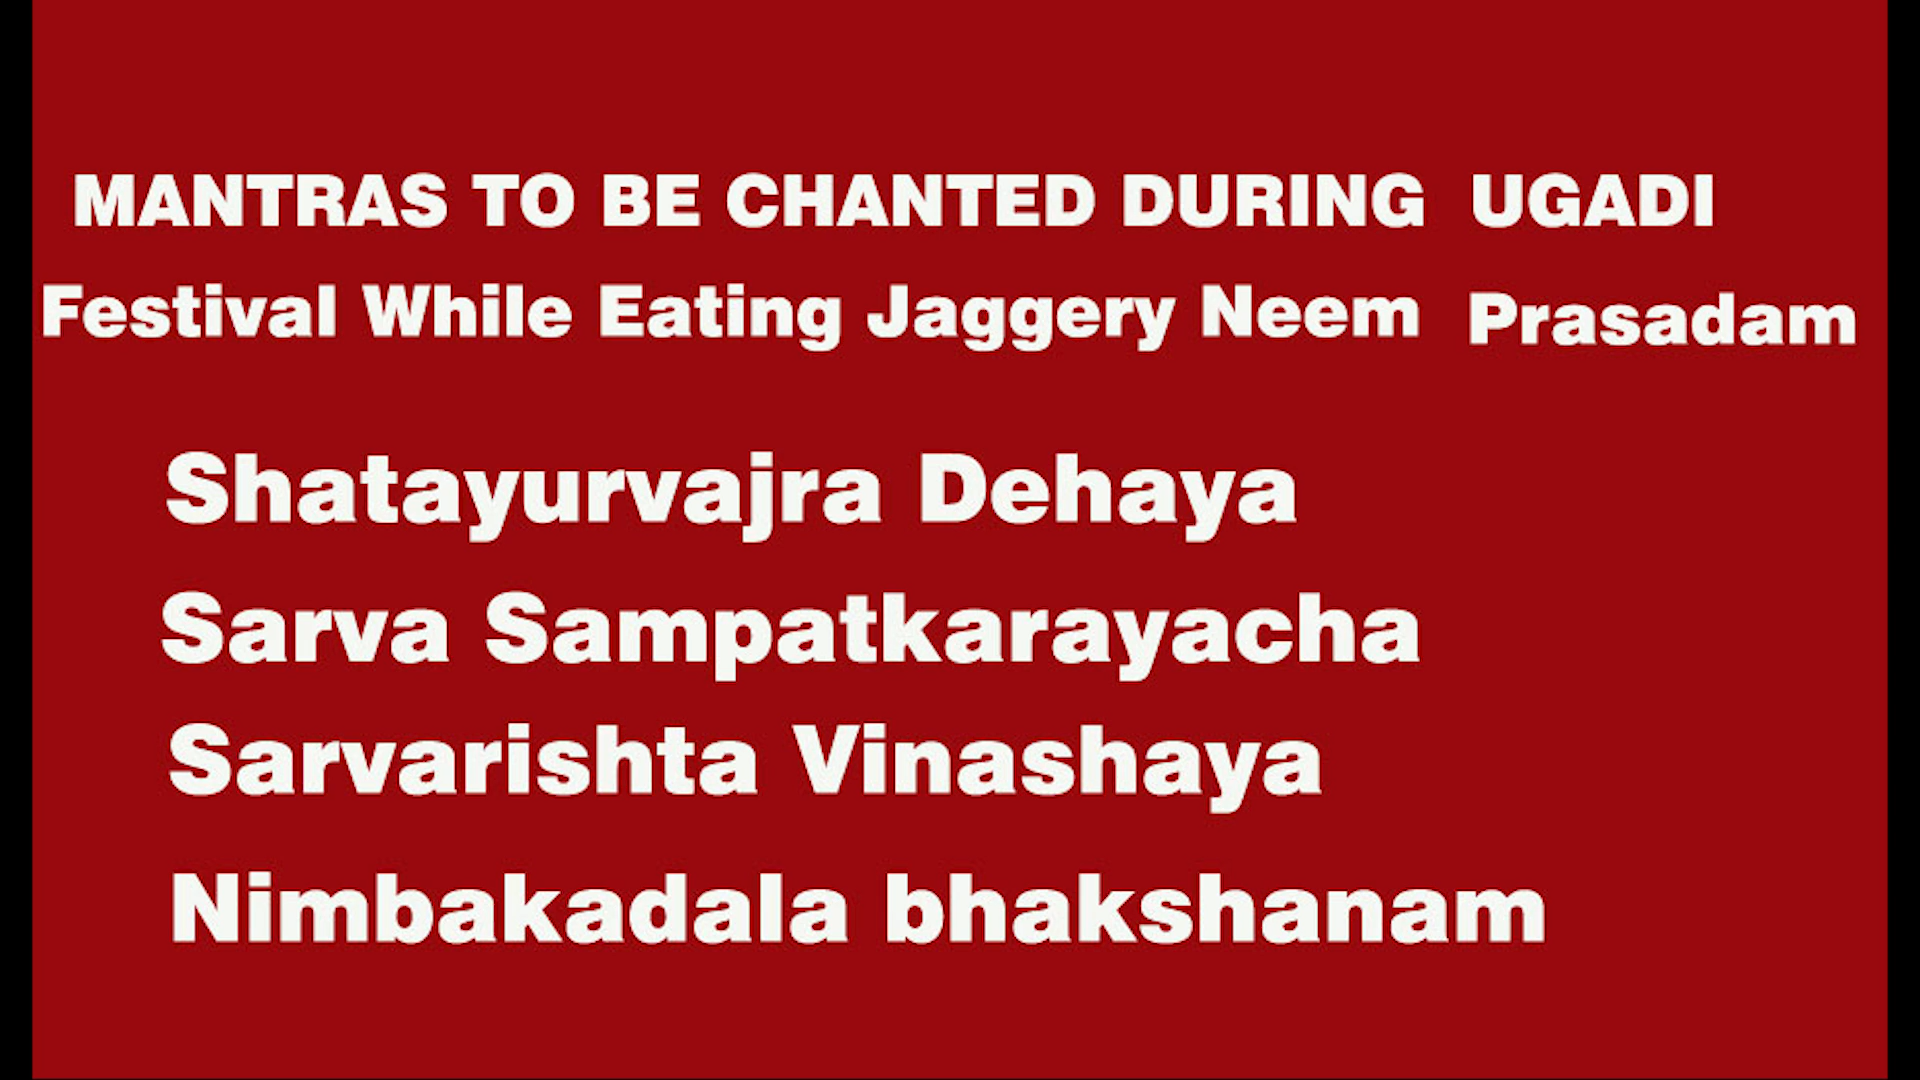 MANTRAS TO BE CHANTED DURING UGADI
Festival While Eating Jaggery Neem Prasadam
Shatayurvajra Dehaya
Sarva Sampatkarayacha
Sarvarishta Vinashaya
Nimbakadala bhakshanam